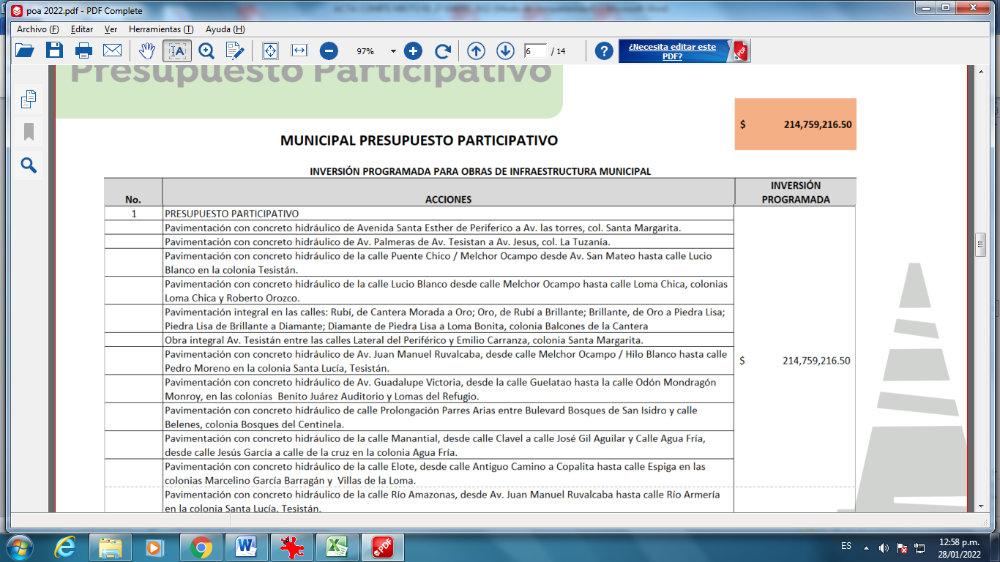 poa 2022.pdf - PDF Complete
Archivo (F) Editar Ver Herramientas (T) Ayuda (H)
97% 6 / 14 ¿Necesita editar este
PDF?
Presupuesto Participativo
$ 214,759,216.50
MUNICIPAL PRESUPUESTO PARTICIPATIVO
INVERSIÓN PROGRAMADA PARA OBRAS DE INFRAESTRUCTURA MUNICIPAL
No. ACCIONES INVERSIÓN
PROGRAMADA
1 PRESUPUESTO PARTICIPATIVO
Pavimentación con concreto hidráulico de Avenida Santa Esther de Periferico a Av. las torres, col. Santa Margarita.
Pavimentación con concreto hidráulico de Av. Palmeras de Av. Tesistan a Av. Jesus, col. La Tuzanía.
Pavimentación con concreto hidráulico de la calle Puente Chico / Melchor Ocampo desde Av. San Mateo hasta calle Lucio
Blanco en la colonia Tesistán.
Pavimentación con concreto hidráulico de la calle Lucio Blanco desde calle Melchor Ocampo hasta calle Loma Chica, colonias
Loma Chica y Roberto Orozco.
Pavimentación integral en las calles: Rubí, de Cantera Morada a Oro; Oro, de Rubí a Brillante; Brillante, de Oro a Piedra Lisa;
Piedra Lisa de Brillante a Diamante; Diamante de Piedra Lisa a Loma Bonita, colonia Balcones de la Cantera
Obra integral Av. Tesistán entre las calles Lateral del Periférico y Emilio Carranza, colonia Santa Margarita.
Pavimentación con concreto hidráulico de Av. Juan Manuel Ruvalcaba, desde calle Melchor Ocampo / Hilo Blanco hasta calle
Pedro Moreno en la colonia Santa Lucía, Tesistán.
$ 214,759,216.50
Pavimentación con concreto hidráulico de Av. Guadalupe Victoria, desde la calle Guelatao hasta la calle Odón Mondragón
Monroy, en las colonias Benito Juárez Auditorio y Lomas del Refugio.
Pavimentación con concreto hidráulico de calle Prolongación Parres Arias entre Bulevard Bosques de San Isidro y calle
Belenes, colonia Bosques del Centinela.
Pavimentación con concreto hidráulico de la calle Manantial, desde calle Clavel a calle José Gil Aguilar y Calle Agua Fría,
desde calle Jesús García a calle de la cruz en la colonia Agua Fría.
Pavimentación con concreto hidráulico de la calle Elote, desde calle Antiguo Camino a Copalita hasta calle Espiga en las
colonias Marcelino García Barragán y Villas de la Loma.
Pavimentación con concreto hidráulico de la calle Río Amazonas, desde Av. Juan Manuel Ruvalcaba hasta calle Río Armería
en la colonia Santa Lucía, Tesistán.
ES 12:58 p.m.
28/01/2022